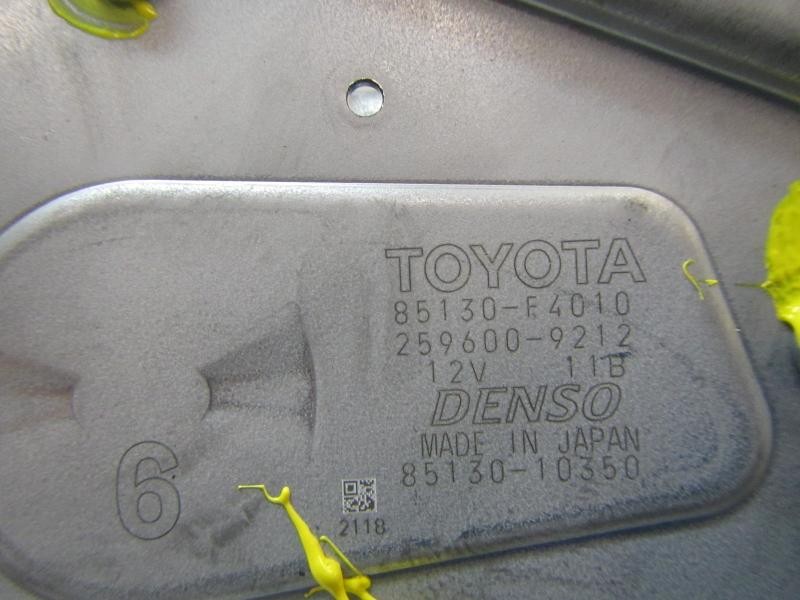 TOYOTA
85130-F4010
259600-9212
12V 11B
DENSO
MADE IN JAPAN
85130-10350
6
2118